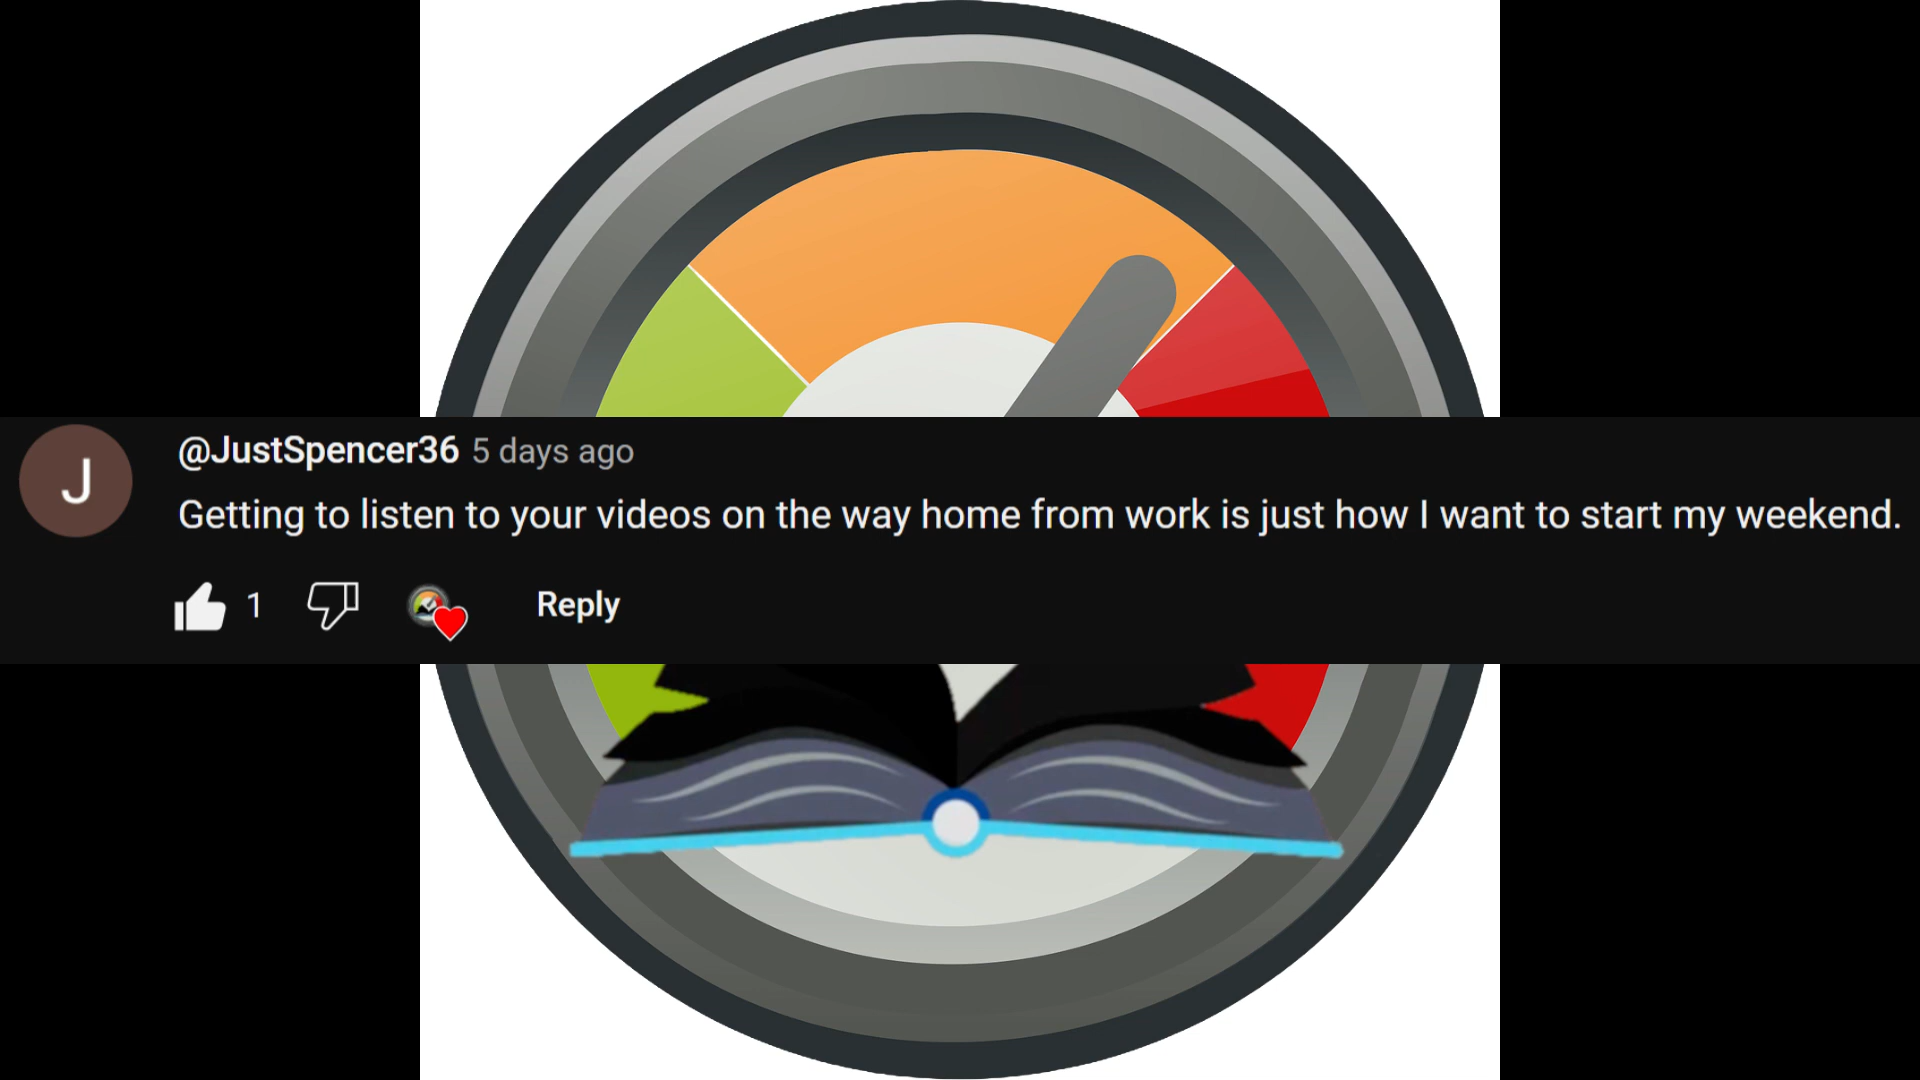 J
@JustSpencer36 5 days ago
Getting to listen to your videos on the way home from work is just how I want to start my weekend.
1 Reply